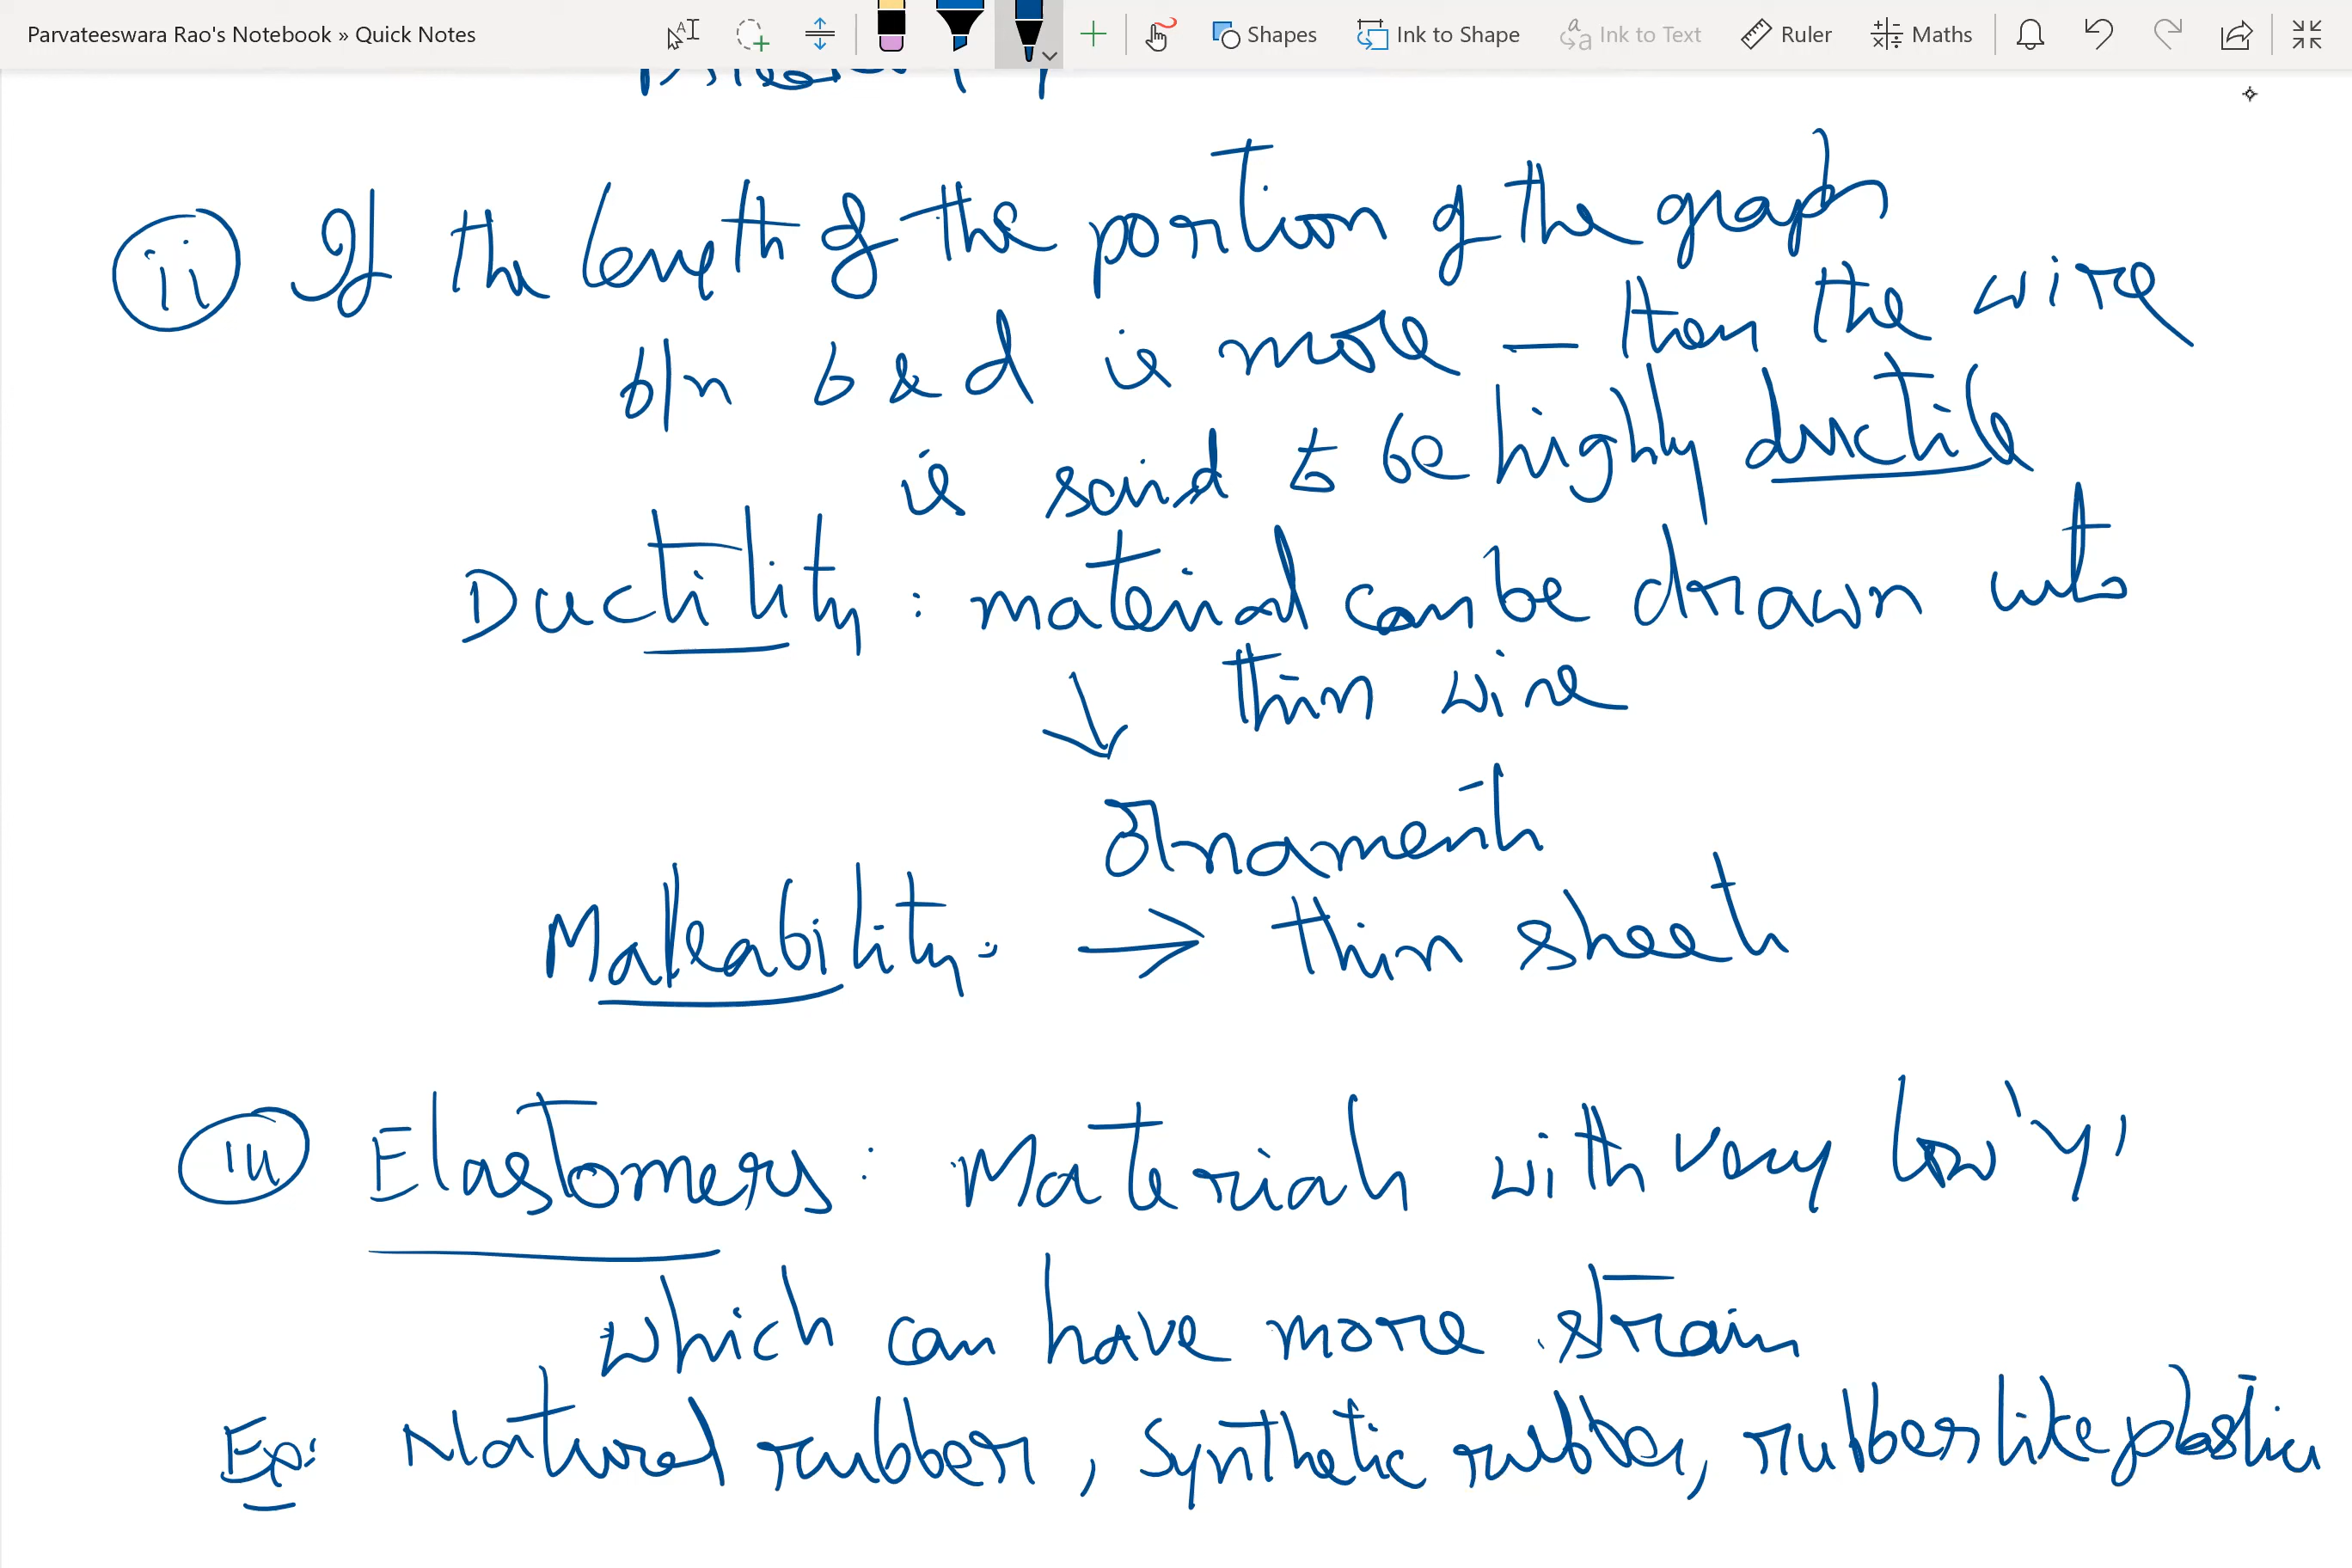 Parvateeswara Rao's Notebook » Quick Notes
Shapes
Ink to Shape
Ink to Text
Ruler
Maths
ii If the length of the portion of the graph
b/n b & d is more — then the wire
is said to be highly ductile
Ductility : material can be drawn into
thin wire
↓
Ornaments
Malleability : → thin sheets
iii Elastomers : Materials with very low 'Y'
which can have more strain
Ex: Natural rubber, synthetic rubber, rubber like plastics